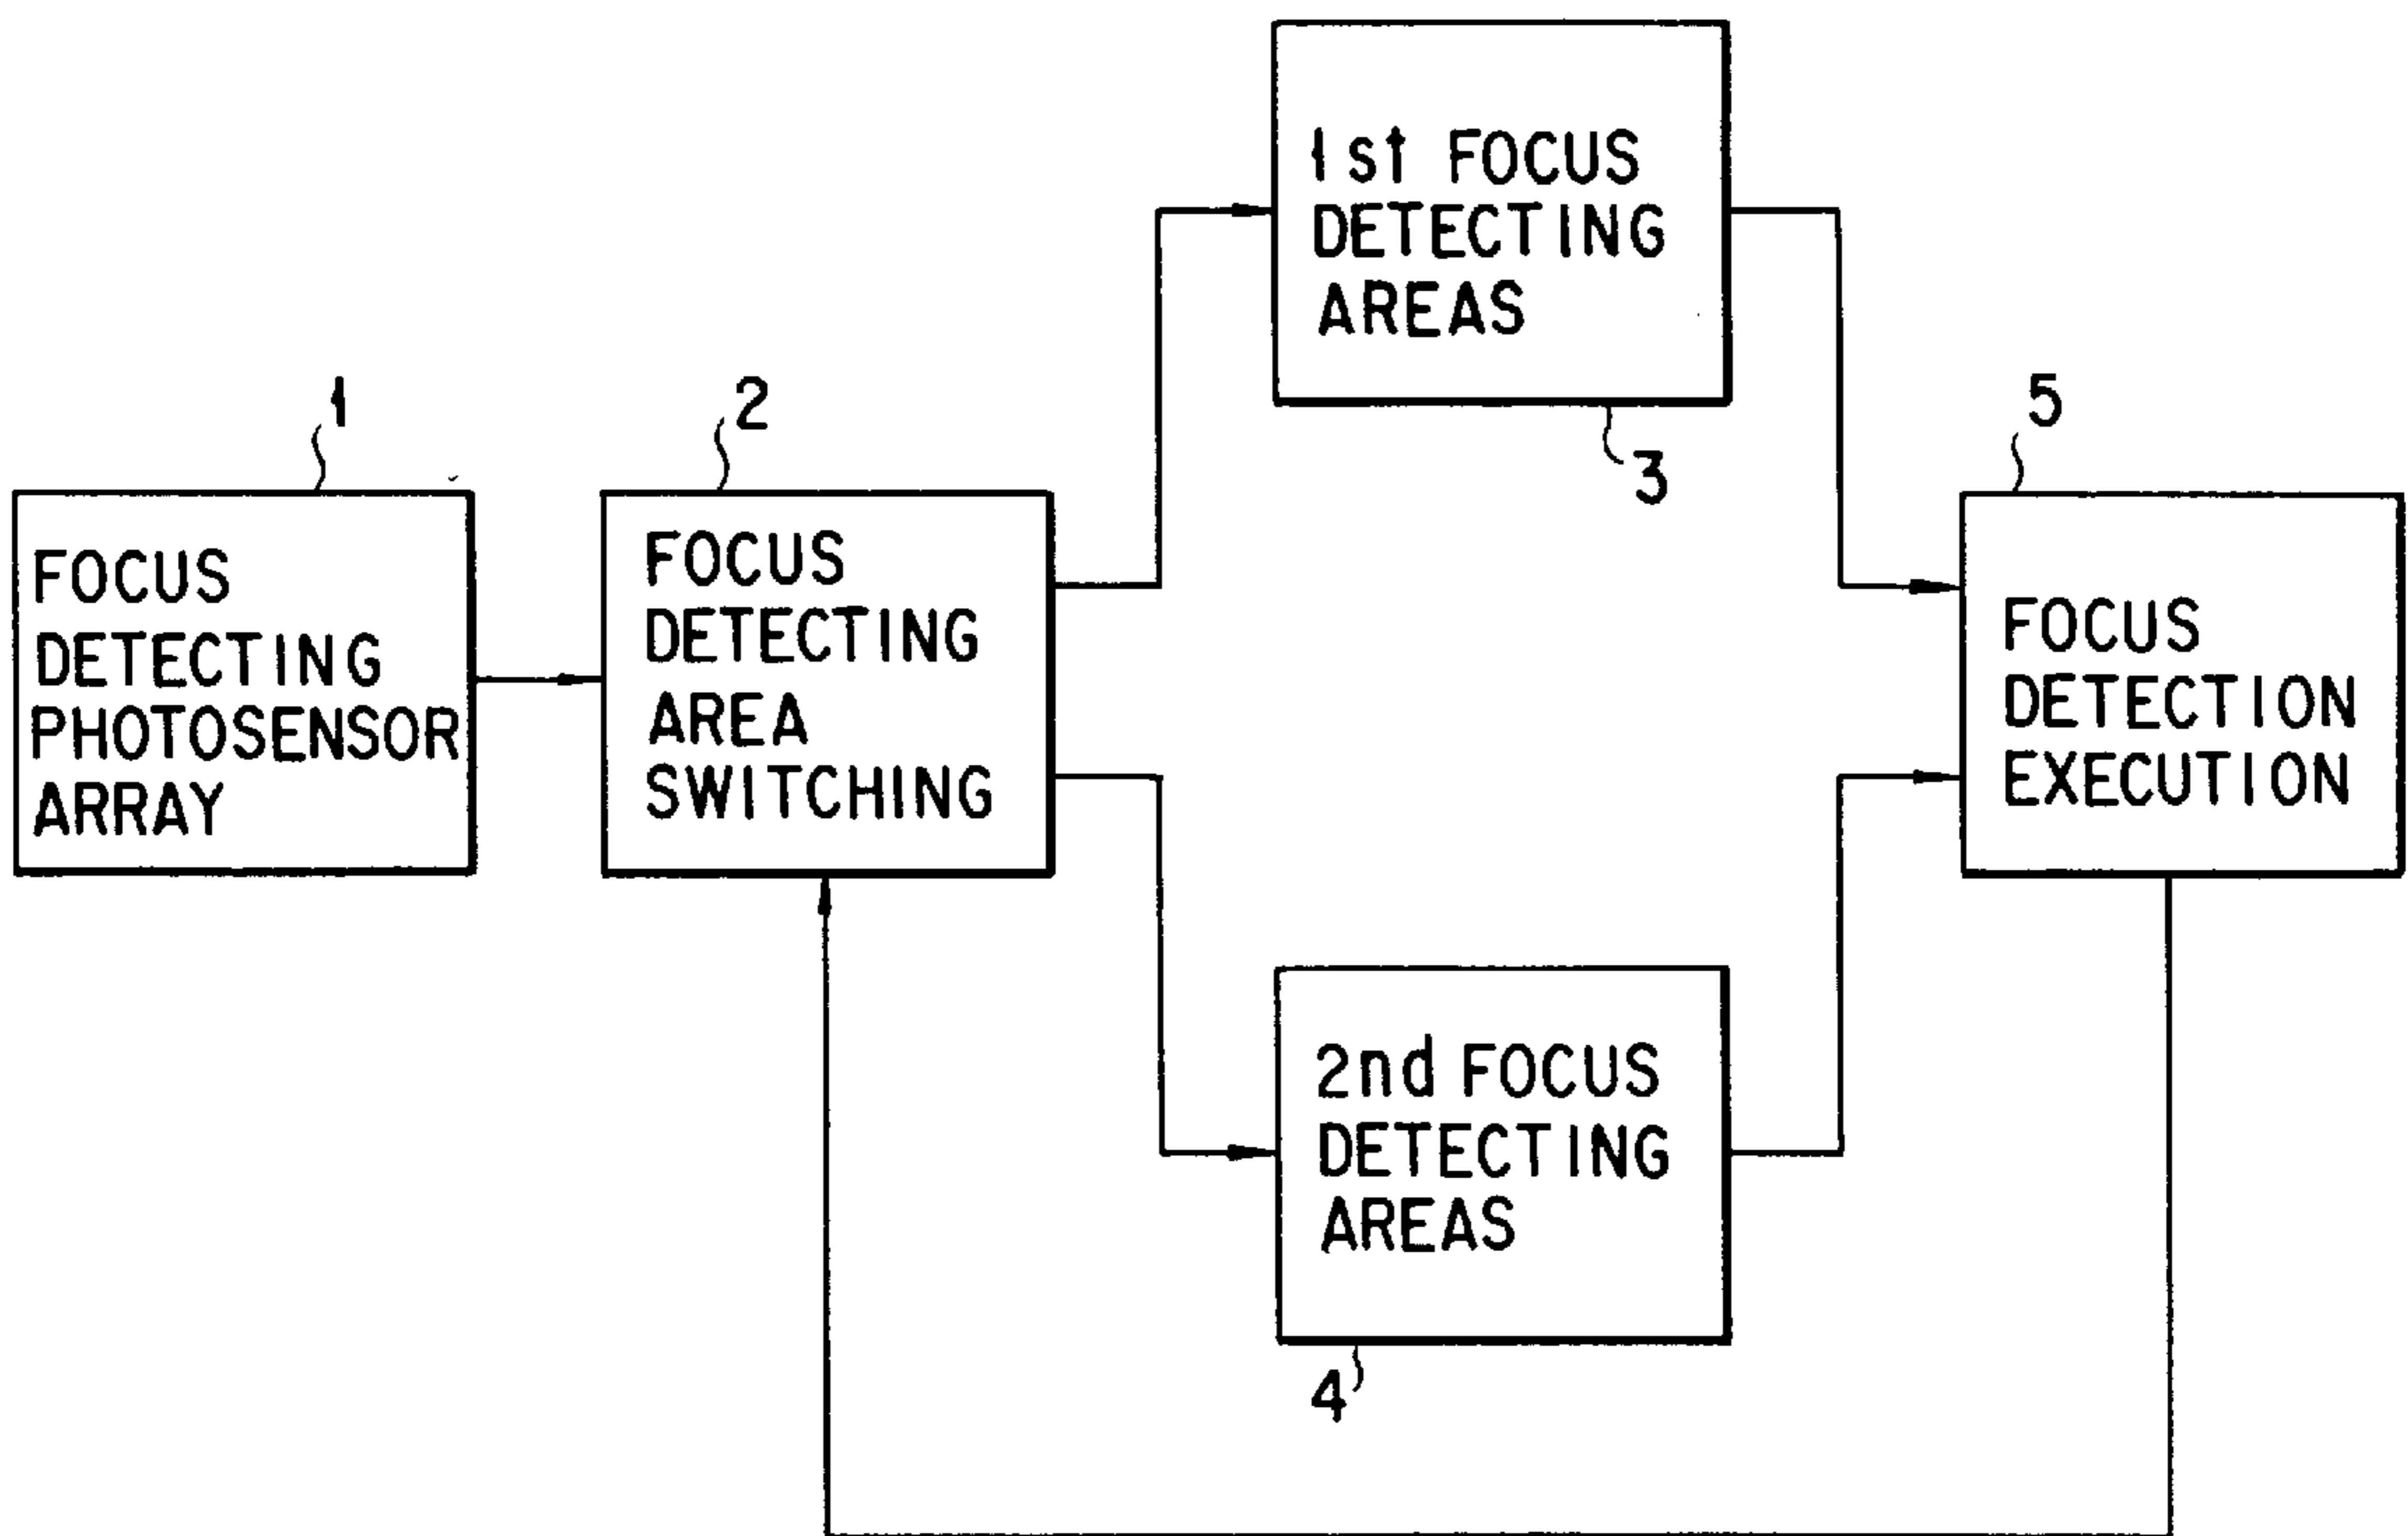 1
FOCUS
DETECTING
PHOTOSENSOR
ARRAY
2
FOCUS
DETECTING
AREA
SWITCHING
1st FOCUS
DETECTING
AREAS
3
2nd FOCUS
DETECTING
AREAS
4
5
FOCUS
DETECTION
EXECUTION